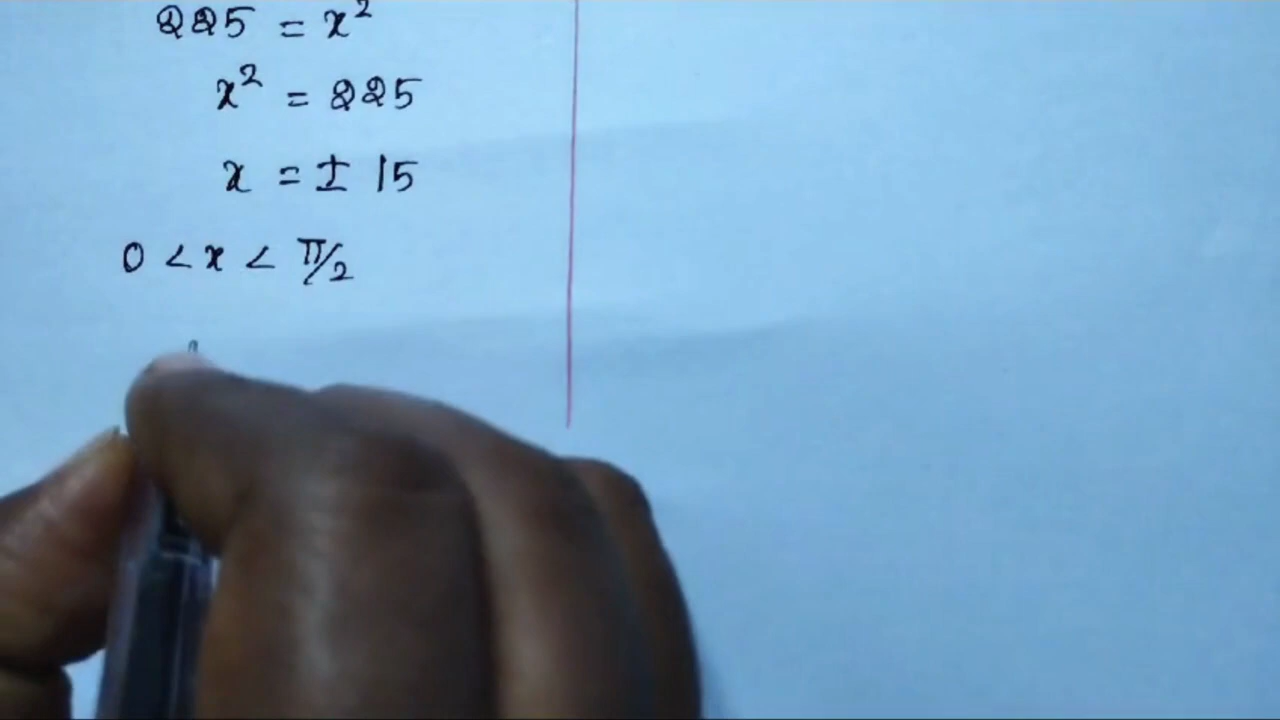 225 = x²
x² = 225
x = ± 15
0 < x < π/2